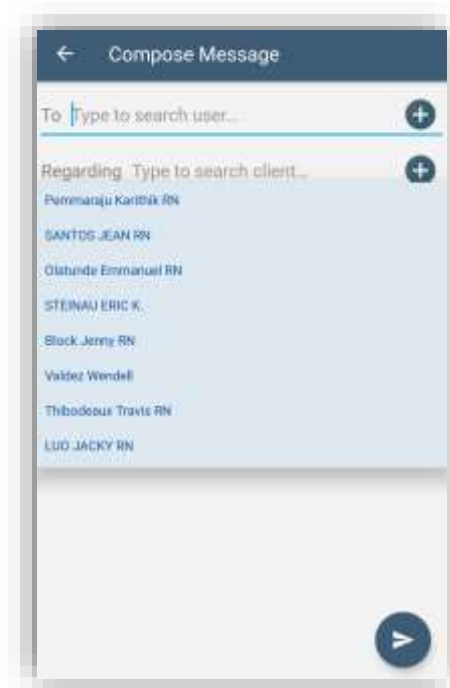 Compose Message
To Type to search user...
Regarding Type to search client...
Pemmaraju Karithik RN
SANTOS JEAN RN
Olatunde Emmanuel RN
STEINAU ERIC K.
Block Jenny RN
Valdez Wendell
Thibodeaux Travis RN
LUO JACKY RN